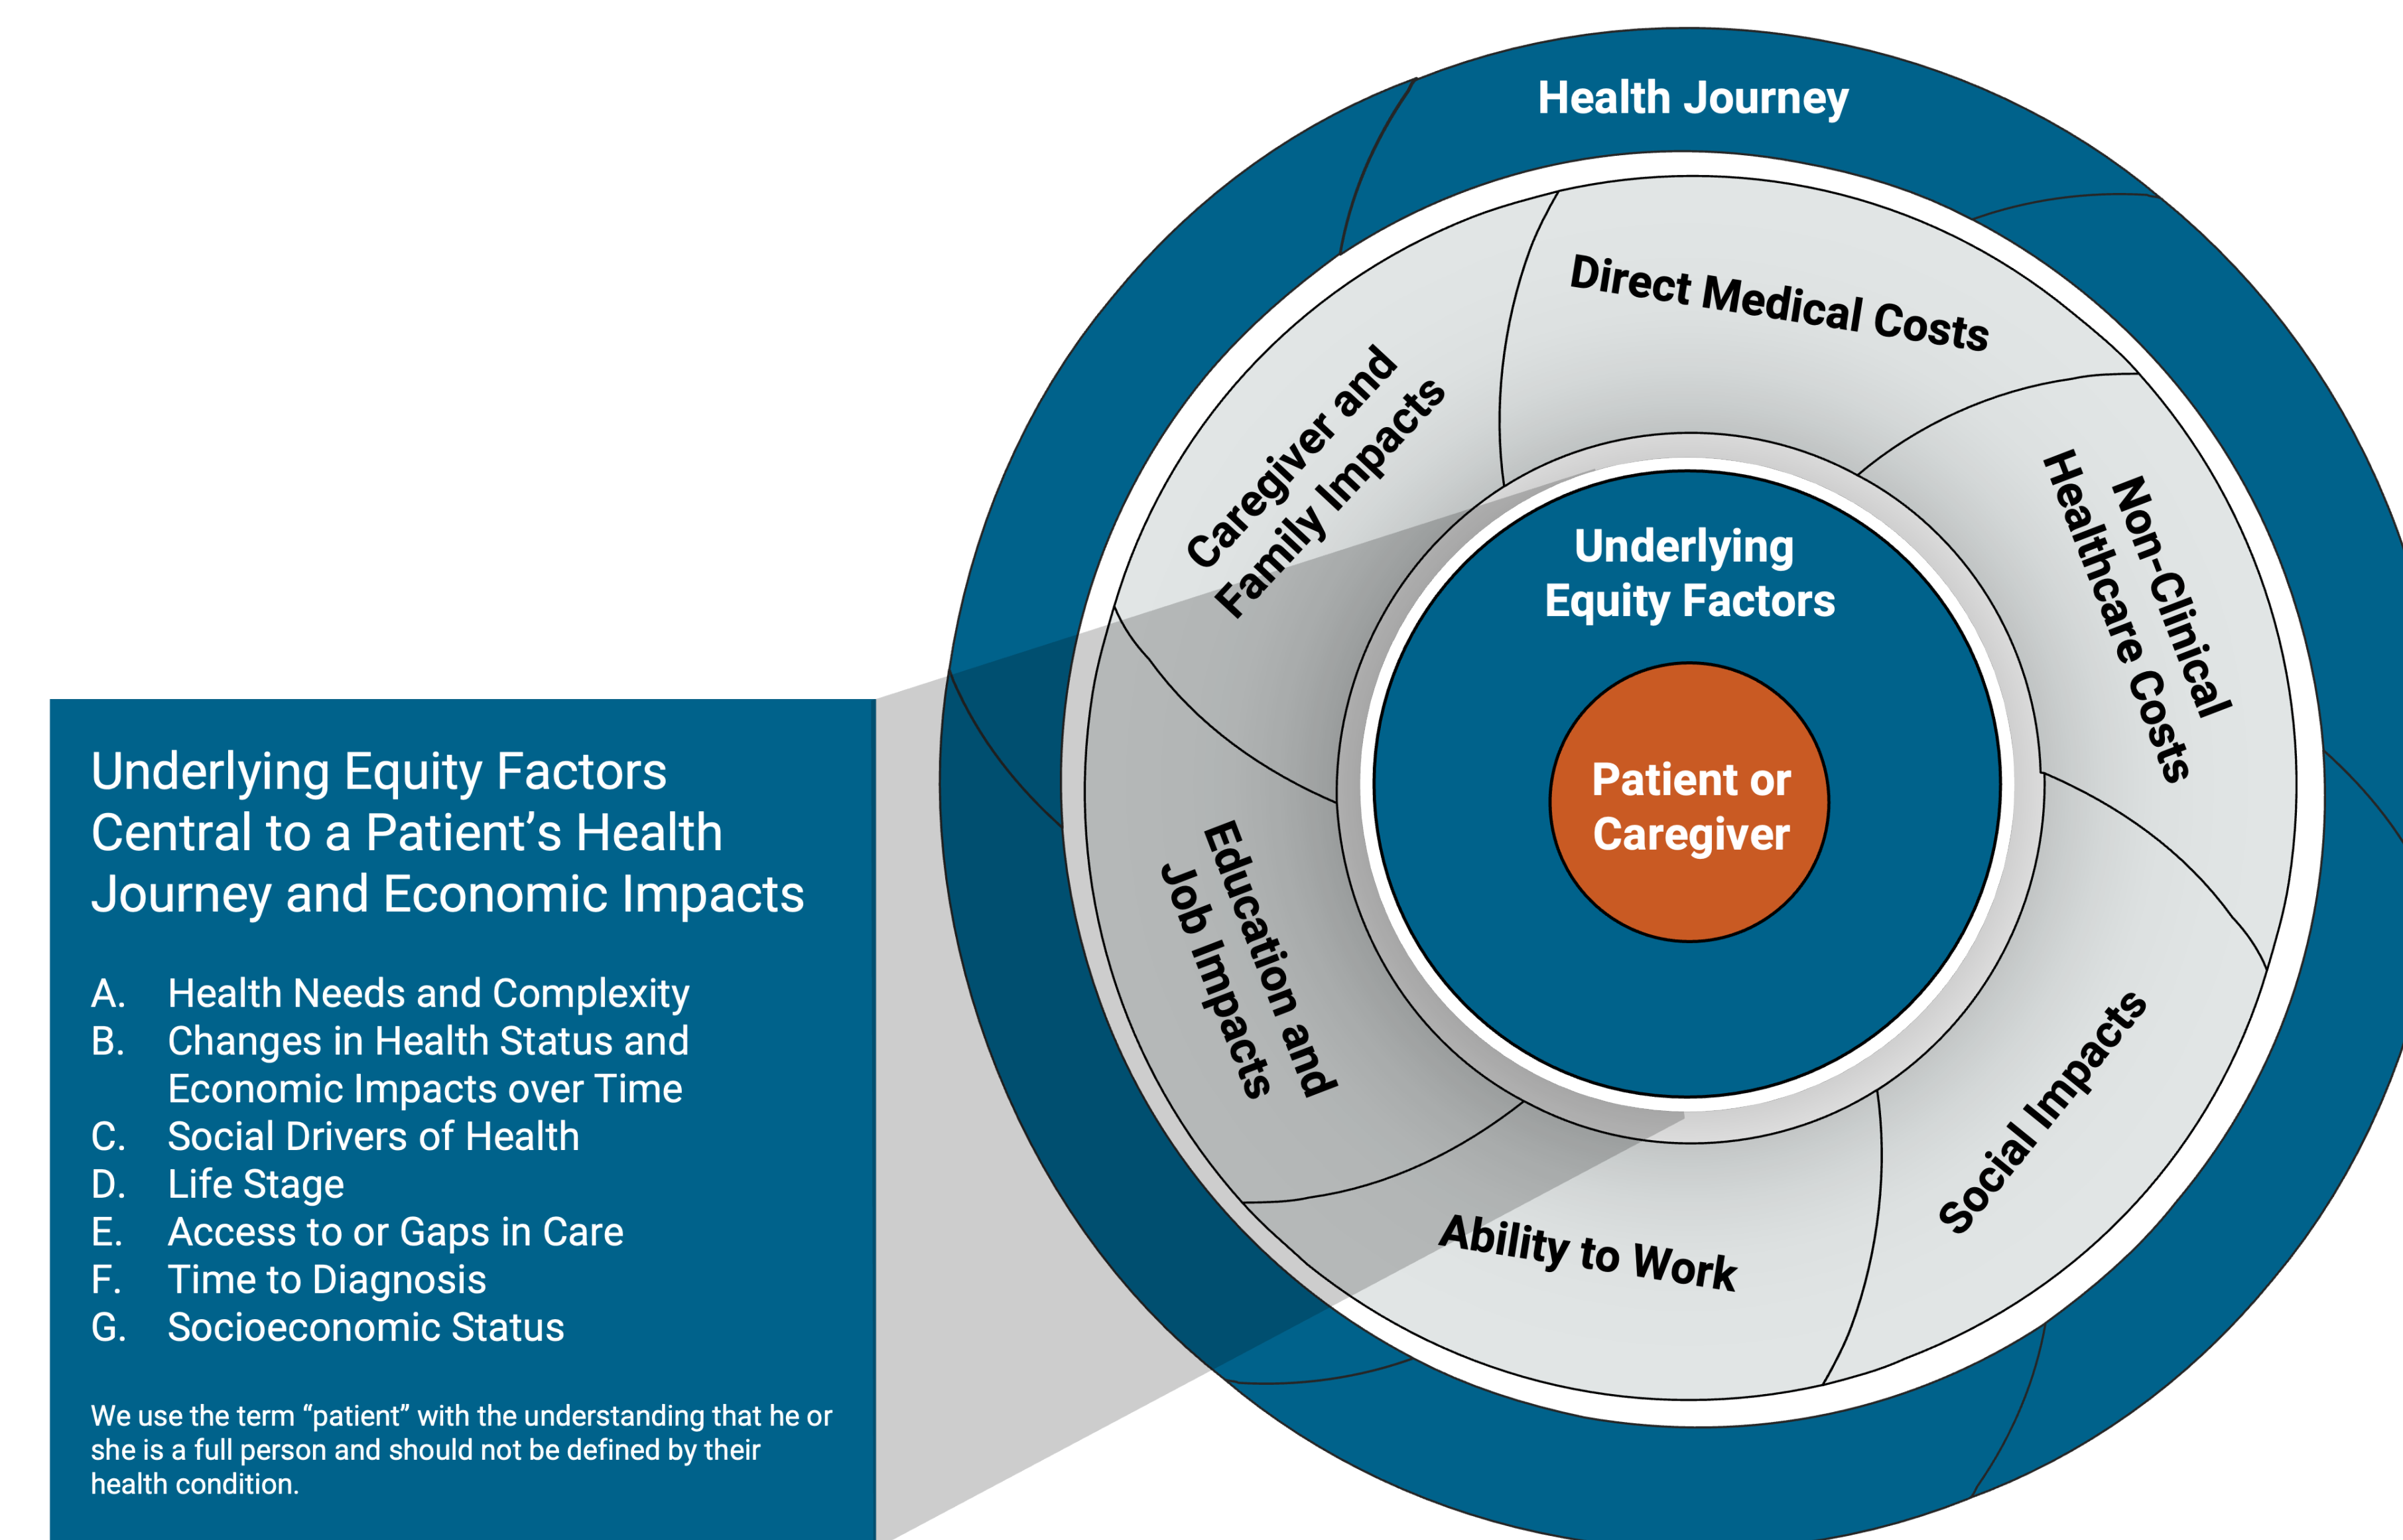 Health Journey
Direct Medical Costs
Non-Clinical
Healthcare Costs
Social Impacts
Ability to Work
Education and
Job Impacts
Caregiver and
Family Impacts
Underlying
Equity Factors
Patient or
Caregiver
Underlying Equity Factors
Central to a Patient’s Health
Journey and Economic Impacts
A. Health Needs and Complexity
B. Changes in Health Status and
Economic Impacts over Time
C. Social Drivers of Health
D. Life Stage
E. Access to or Gaps in Care
F. Time to Diagnosis
G. Socioeconomic Status
We use the term “patient” with the understanding that he or
she is a full person and should not be defined by their
health condition.